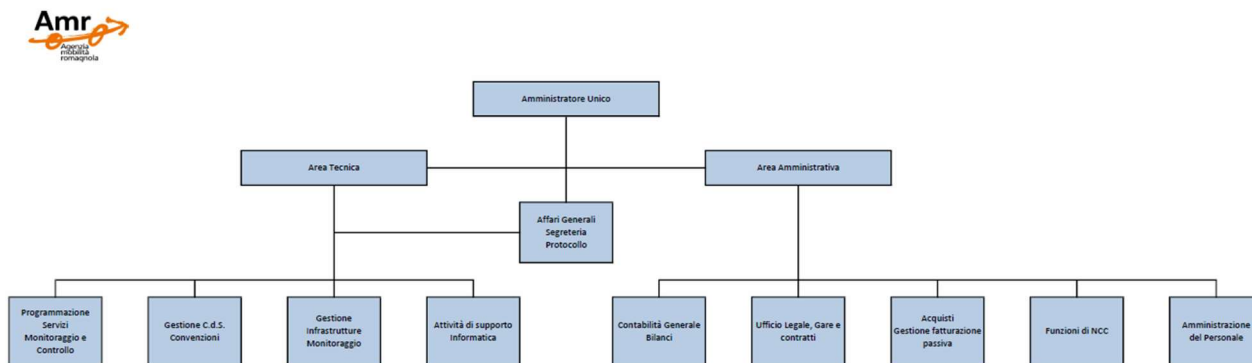 Amr
Agenzia
mobilità
romagnola
Amministratore Unico
Area Tecnica
Area Amministrativa
Affari Generali
Segreteria
Protocollo
Programmazione
Servizi
Monitoraggio e
Controllo
Gestione C.d.S.
Convenzioni
Gestione
Infrastrutture
Monitoraggio
Attività di supporto
Informatica
Contabilità Generale
Bilanci
Ufficio Legale, Gare e
contratti
Acquisti
Gestione fatturazione
passiva
Funzioni di NCC
Amministrazione
del Personale